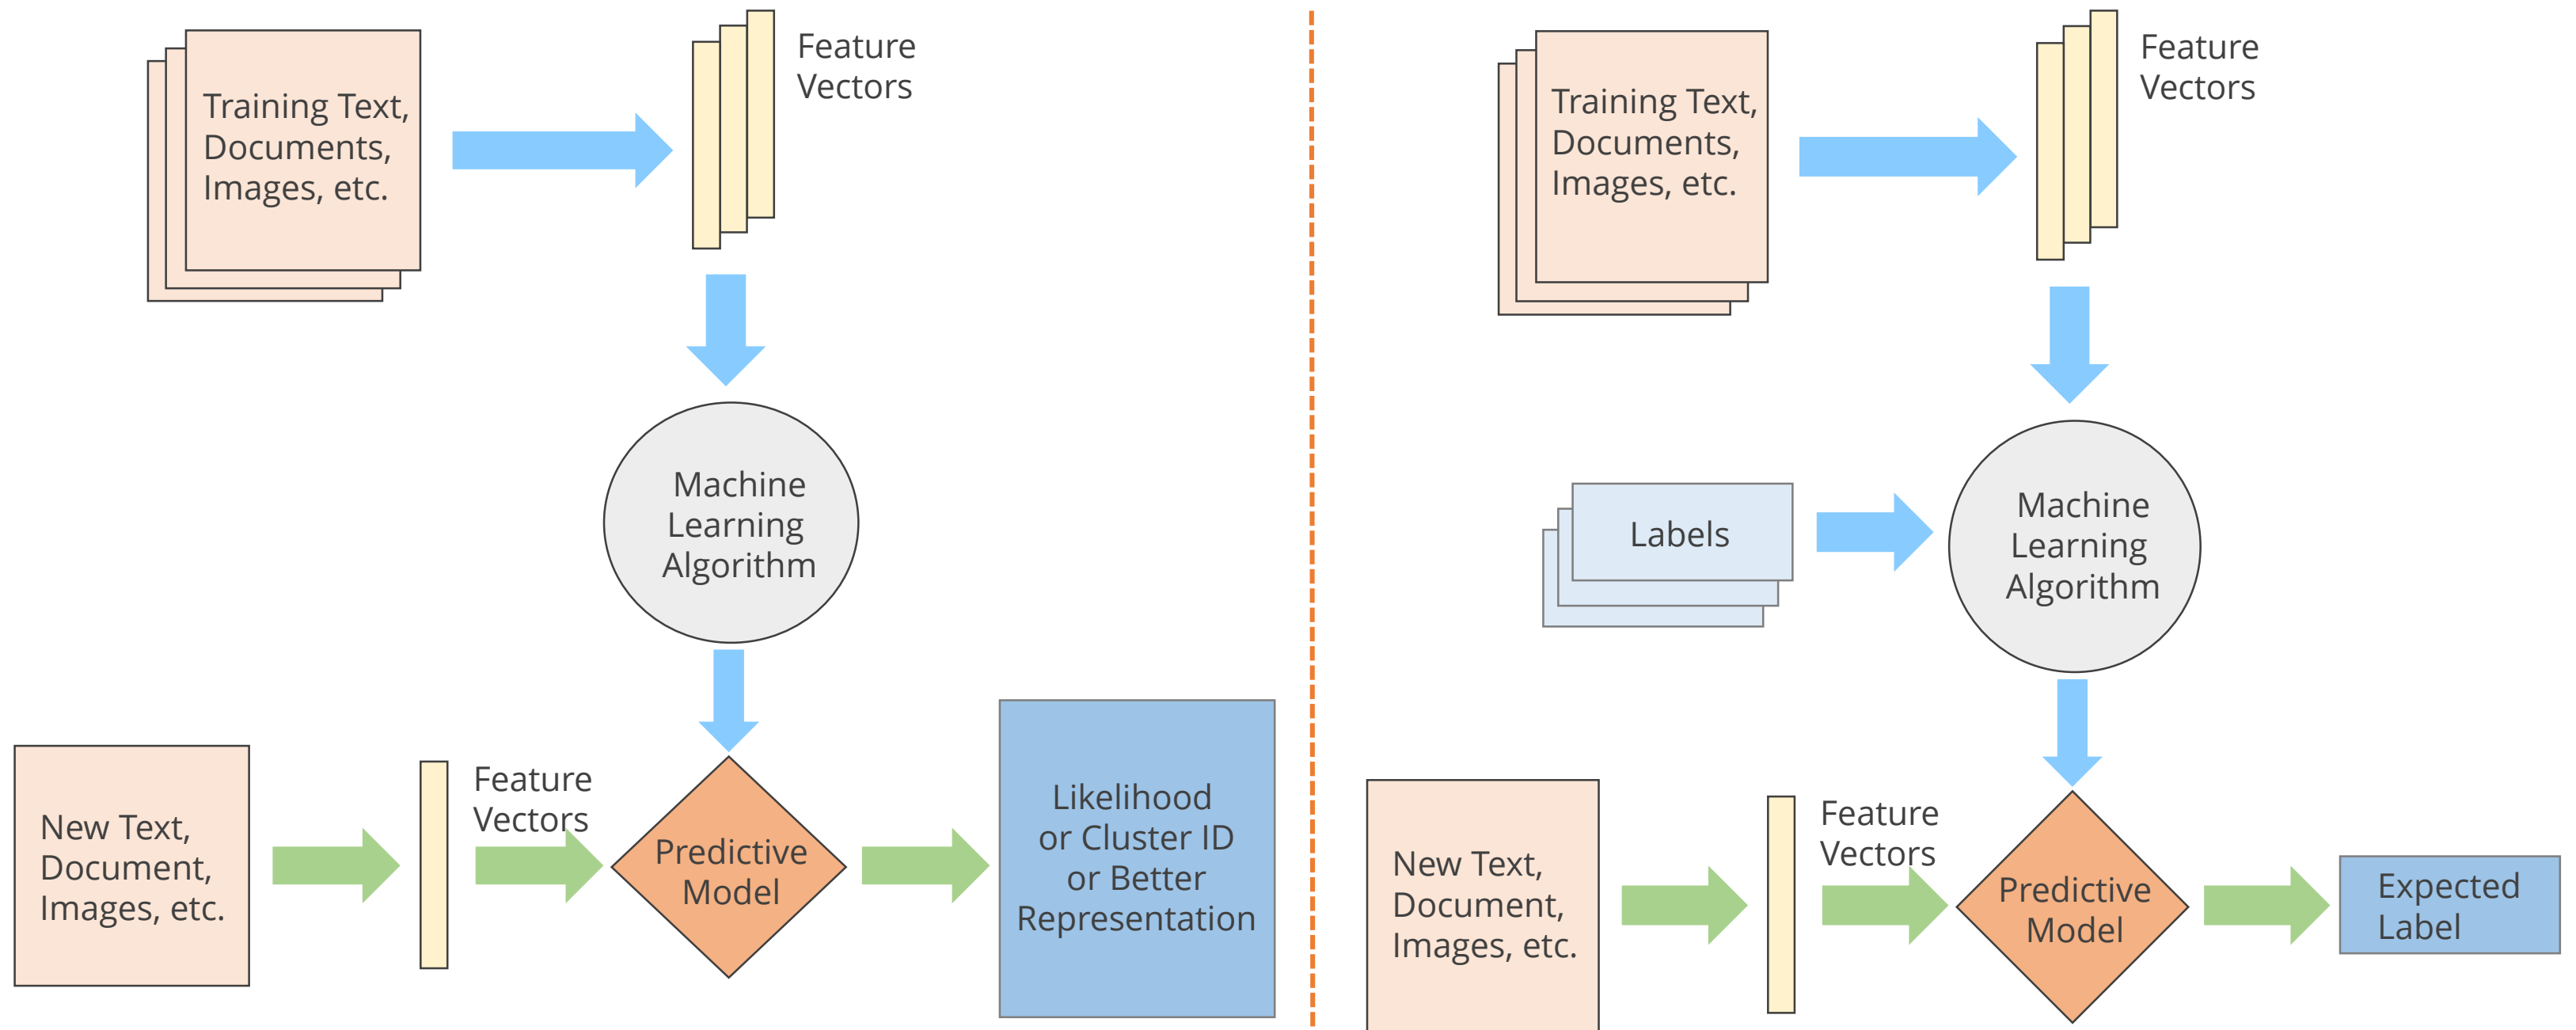 Training Text,
Documents,
Images, etc.
Feature
Vectors
Machine
Learning
Algorithm
New Text,
Document,
Images, etc.
Feature
Vectors
Predictive
Model
Likelihood
or Cluster ID
or Better
Representation
Training Text,
Documents,
Images, etc.
Feature
Vectors
Labels
Machine
Learning
Algorithm
New Text,
Document,
Images, etc.
Feature
Vectors
Predictive
Model
Expected
Label